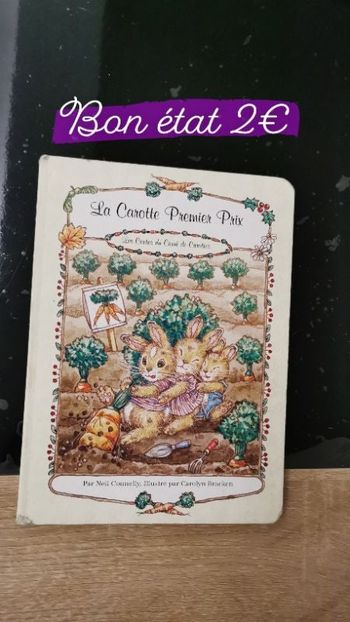 Bon état 2€
La Carotte Premier Prix
Les Contes du Carré de Carottes
Par Neil Connelly, Illustré par Carolyn Bracken